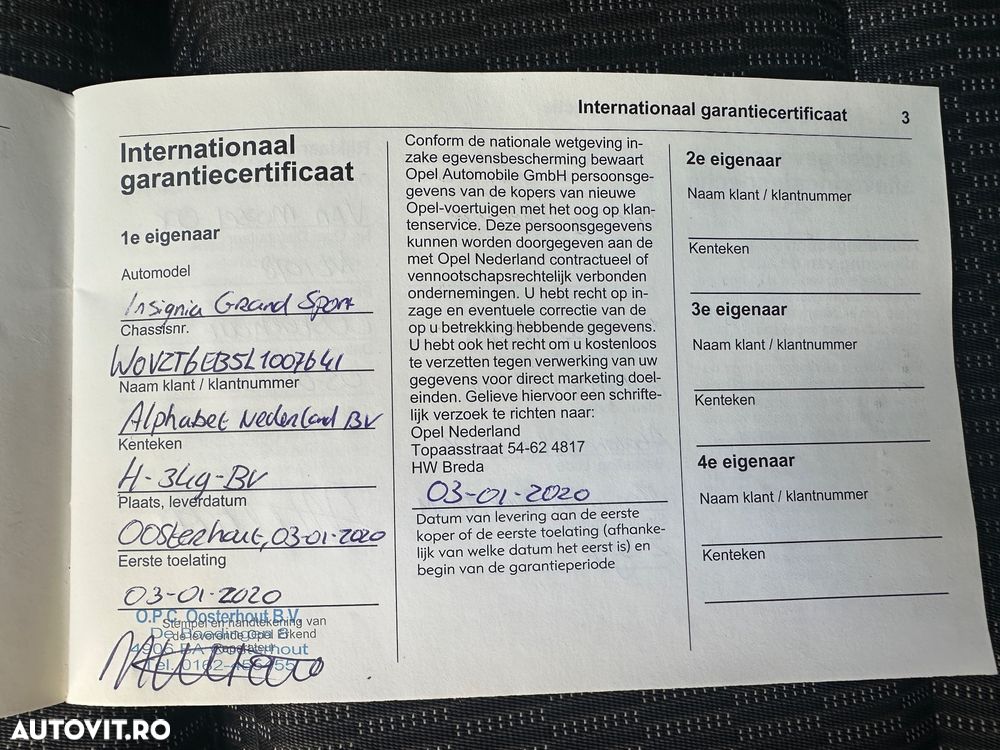 Internationaal garantiecertificaat 3
Internationaal
garantiecertificaat
1e eigenaar
Automodel
Insignia Grand Sport
Chassisnr.
W0VZT6EB5L1007641
Naam klant / klantnummer
Alphabet Nederland BV
Kenteken
H-349-BV
Plaats, leverdatum
Oosterhout, 03-01-2020
Eerste toelating
03-01-2020
O.P.C. Oosterhout B.V.
Stempel en handtekening van
de leverende Opel Erkend
Reparateur
Conform de nationale wetgeving in-
zake egevensbescherming bewaart
Opel Automobile GmbH persoonsge-
gevens van de kopers van nieuwe
Opel-voertuigen met het oog op klan-
tenservice. Deze persoonsgegevens
kunnen worden doorgegeven aan de
met Opel Nederland contractueel of
vennootschapsrechtelijk verbonden
ondernemingen. U hebt recht op in-
zage en eventuele correctie van de
op u betrekking hebbende gegevens.
U hebt ook het recht om u kostenloos
te verzetten tegen verwerking van uw
gegevens voor direct marketing doel-
einden. Gelieve hiervoor een schrifte-
lijk verzoek te richten naar:
Opel Nederland
Topaasstraat 54-62 4817
HW Breda
03-01-2020
Datum van levering aan de eerste
koper of de eerste toelating (afhanke-
lijk van welke datum het eerst is) en
begin van de garantieperiode
2e eigenaar
Naam klant / klantnummer
Kenteken
3e eigenaar
Naam klant / klantnummer
Kenteken
4e eigenaar
Naam klant / klantnummer
Kenteken
AUTOVIT.RO